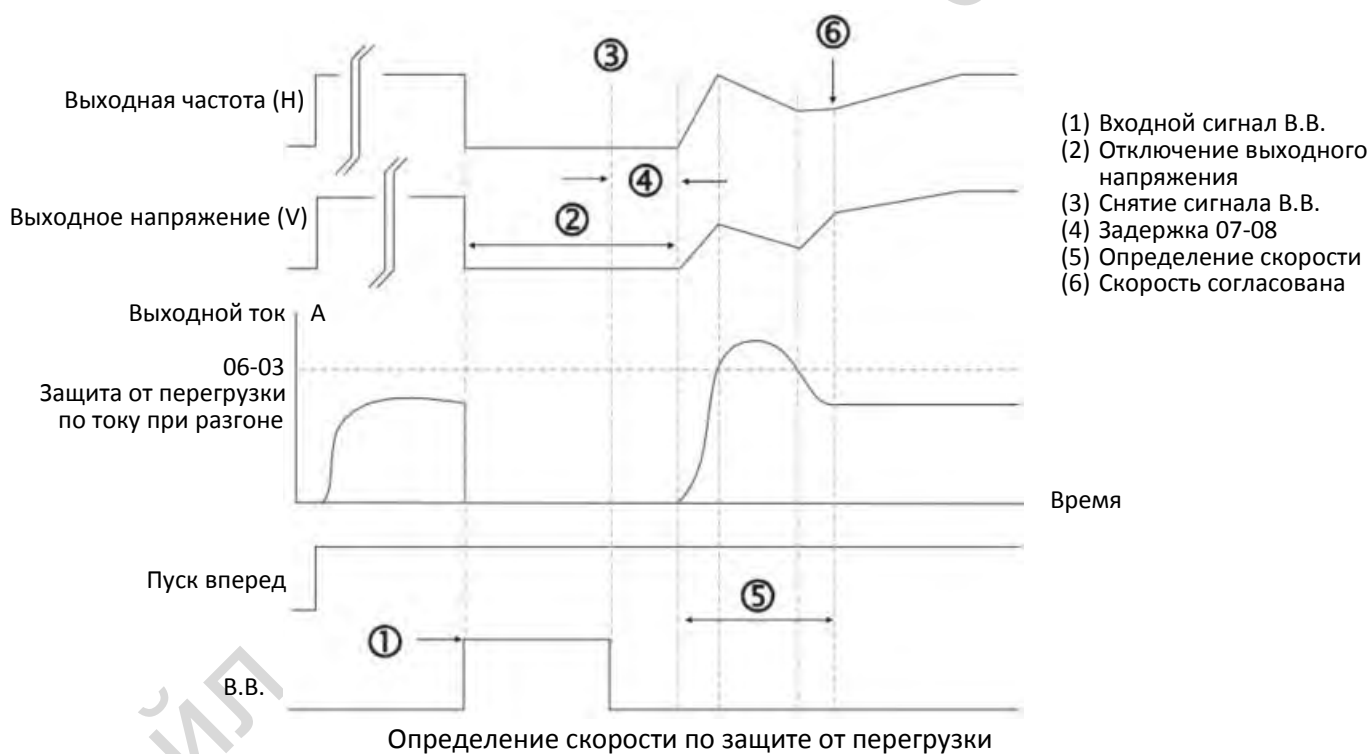 ⑥
③
Выходная частота (H)
(1) Входной сигнал В.В.
(2) Отключение выходного
напряжения
(3) Снятие сигнала В.В.
(4) Задержка 07-08
(5) Определение скорости
(6) Скорость согласована
④
Выходное напряжение (V)
②
Выходной ток А
06-03
Защита от перегрузки
по току при разгоне
Время
Пуск вперед
⑤
①
В.В.
ЙЛ
Определение скорости по защите от перегрузки